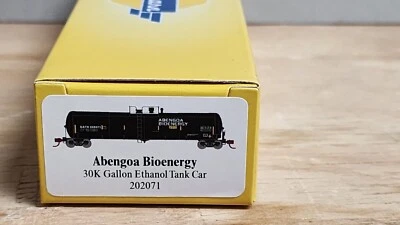 ABENGOA
BIOENERGY
Abengoa Bioenergy
30K Gallon Ethanol Tank Car
202071